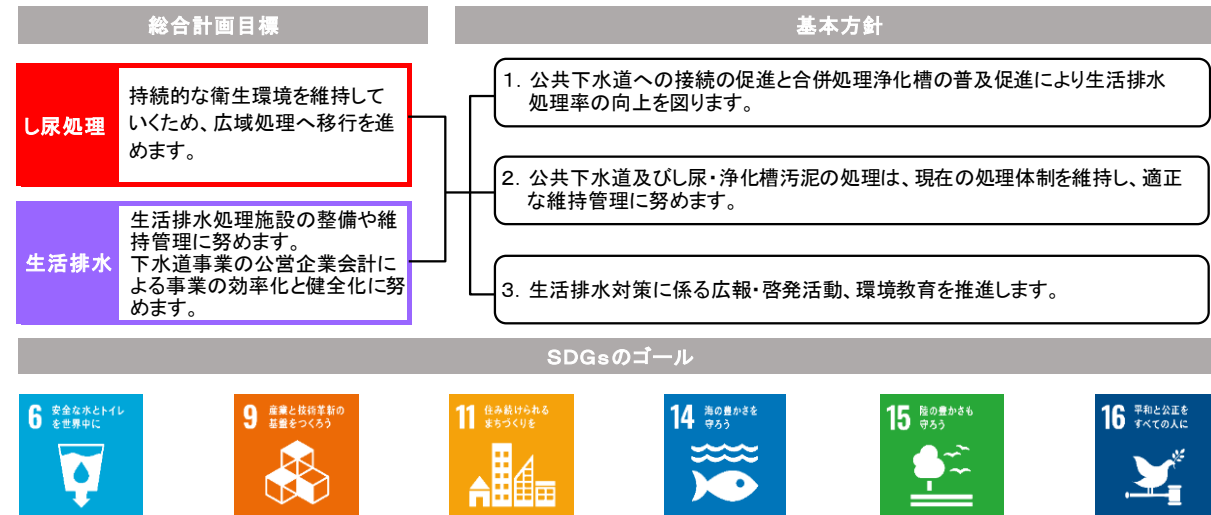 総合計画目標
基本方針
し尿処理
持続的な衛生環境を維持して
いくため、広域処理へ移行を進
めます。
生活排水
生活排水処理施設の整備や維
持管理に努めます。
下水道事業の公営企業会計に
よる事業の効率化と健全化に努
めます。
1．公共下水道への接続の促進と合併処理浄化槽の普及促進により生活排水
処理率の向上を図ります。
2．公共下水道及びし尿・浄化槽汚泥の処理は、現在の処理体制を維持し、適正
な維持管理に努めます。
3．生活排水対策に係る広報・啓発活動、環境教育を推進します。
SDGsのゴール
6 安全な水とトイレ
を世界中に
9 産業と技術革新の
基盤をつくろう
11 住み続けられる
まちづくりを
14 海の豊かさを
守ろう
15 陸の豊かさも
守ろう
16 平和と公正を
すべての人に